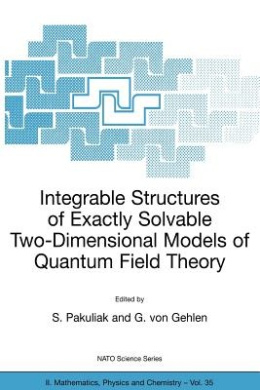 Integrable Structures
of Exactly Solvable
Two-Dimensional Models of
Quantum Field Theory
Edited by
S. Pakuliak and G. von Gehlen
NATO Science Series
II. Mathematics, Physics and Chemistry – Vol. 35